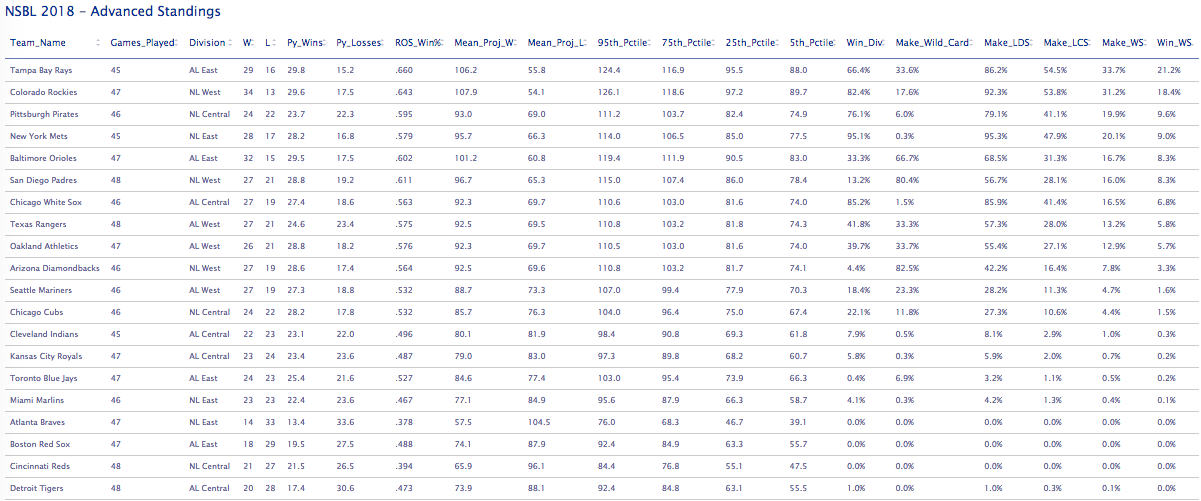 NSBL 2018 - Advanced Standings
Team_Name Games_Played Division W L Py_Wins Py_Losses ROS_Win% Mean_Proj_W Mean_Proj_L 95th_Pctile 75th_Pctile 25th_Pctile 5th_Pctile Win_Div Make_Wild_Card Make_LDS Make_LCS Make_WS Win_WS
Tampa Bay Rays 45 AL East 29 16 29.8 15.2 .660 106.2 55.8 124.4 116.9 95.5 88.0 66.4% 33.6% 86.2% 54.5% 33.7% 21.2%
Colorado Rockies 47 NL West 34 13 29.6 17.5 .643 107.9 54.1 126.1 118.6 97.2 89.7 82.4% 17.6% 92.3% 53.8% 31.2% 18.4%
Pittsburgh Pirates 46 NL Central 24 22 23.7 22.3 .595 93.0 69.0 111.2 103.7 82.4 74.9 76.1% 6.0% 79.1% 41.1% 19.9% 9.6%
New York Mets 45 NL East 28 17 28.2 16.8 .579 95.7 66.3 114.0 106.5 85.0 77.5 95.1% 0.3% 95.3% 47.9% 20.1% 9.0%
Baltimore Orioles 47 AL East 32 15 29.5 17.5 .602 101.2 60.8 119.4 111.9 90.5 83.0 33.3% 66.7% 68.5% 31.3% 16.7% 8.3%
San Diego Padres 48 NL West 27 21 28.8 19.2 .611 96.7 65.3 115.0 107.4 86.0 78.4 13.2% 80.4% 56.7% 28.1% 16.0% 8.3%
Chicago White Sox 46 AL Central 27 19 27.4 18.6 .563 92.3 69.7 110.6 103.0 81.6 74.0 85.2% 1.5% 85.9% 41.4% 16.5% 6.8%
Texas Rangers 48 AL West 27 21 24.6 23.4 .575 92.5 69.5 110.8 103.2 81.8 74.3 41.8% 33.3% 57.3% 28.0% 13.2% 5.8%
Oakland Athletics 47 AL West 26 21 28.8 18.2 .576 92.3 69.7 110.5 103.0 81.6 74.0 39.7% 33.7% 55.4% 27.1% 12.9% 5.7%
Arizona Diamondbacks 46 NL West 27 19 28.6 17.4 .564 92.5 69.6 110.8 103.2 81.7 74.1 4.4% 82.5% 42.2% 16.4% 7.8% 3.3%
Seattle Mariners 46 AL West 27 19 27.3 18.8 .532 88.7 73.3 107.0 99.4 77.9 70.3 18.4% 23.3% 28.2% 11.3% 4.7% 1.6%
Chicago Cubs 46 NL Central 24 22 28.2 17.8 .532 85.7 76.3 104.0 96.4 75.0 67.4 22.1% 11.8% 27.3% 10.6% 4.4% 1.5%
Cleveland Indians 45 AL Central 22 23 23.1 22.0 .496 80.1 81.9 98.4 90.8 69.3 61.8 7.9% 0.5% 8.1% 2.9% 1.0% 0.3%
Kansas City Royals 47 AL Central 23 24 23.4 23.6 .487 79.0 83.0 97.3 89.8 68.2 60.7 5.8% 0.3% 5.9% 2.0% 0.7% 0.2%
Toronto Blue Jays 47 AL East 24 23 25.4 21.6 .527 84.6 77.4 103.0 95.4 73.9 66.3 0.4% 6.9% 3.2% 1.1% 0.5% 0.2%
Miami Marlins 46 NL East 23 23 22.4 23.6 .467 77.1 84.9 95.6 87.9 66.3 58.7 4.1% 0.3% 4.2% 1.3% 0.4% 0.1%
Atlanta Braves 47 NL East 14 33 13.4 33.6 .378 57.5 104.5 76.0 68.3 46.7 39.1 0.0% 0.0% 0.0% 0.0% 0.0% 0.0%
Boston Red Sox 47 AL East 18 29 19.5 27.5 .488 74.1 87.9 92.4 84.9 63.3 55.7 0.0% 0.0% 0.0% 0.0% 0.0% 0.0%
Cincinnati Reds 48 NL Central 21 27 21.5 26.5 .394 65.9 96.1 84.4 76.8 55.1 47.5 0.0% 0.0% 0.0% 0.0% 0.0% 0.0%
Detroit Tigers 48 AL Central 20 28 17.4 30.6 .473 73.9 88.1 92.4 84.8 63.1 55.5 1.0% 0.0% 1.0% 0.3% 0.1% 0.0%